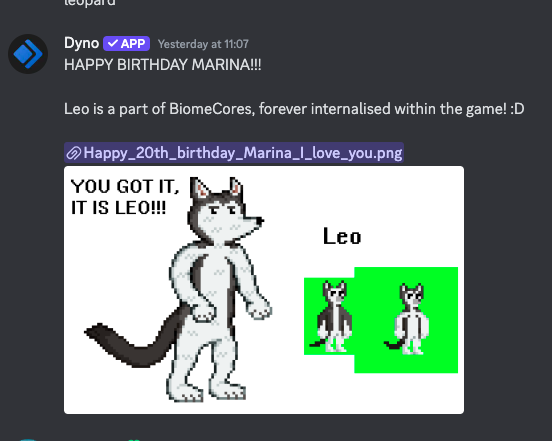 leopard
Dyno ✓ APP Yesterday at 11:07
HAPPY BIRTHDAY MARINA!!!
Leo is a part of BiomeCores, forever internalised within the game! :D
Happy_20th_birthday_Marina_I_love_you.png
YOU GOT IT,
IT IS LEO!!!
Leo